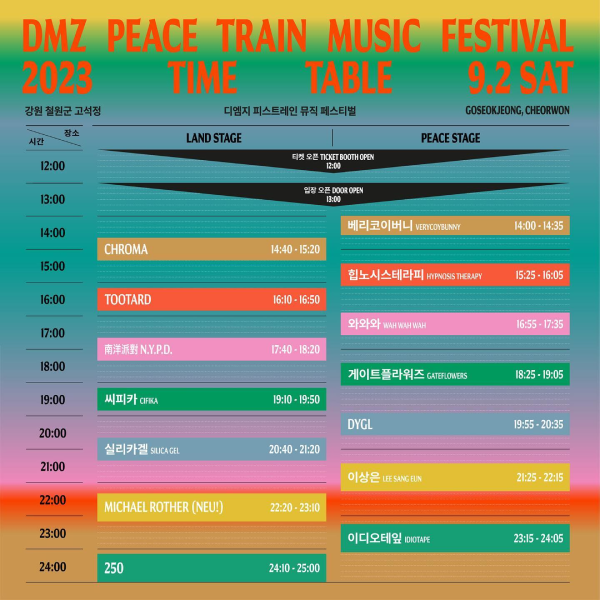 DMZ PEACE TRAIN MUSIC FESTIVAL
2023 TIME TABLE 9.2 SAT
강원 철원군 고석정 디엠지 피스트레인 뮤직 페스티벌 GOSEOKJEONG, CHEORWON
장소
시간
LAND STAGE PEACE STAGE
티켓 오픈 TICKET BOOTH OPEN
12:00
12:00
입장 오픈 DOOR OPEN
13:00
13:00
14:00
베리코이버니 VERYCOYBUNNY 14:00 - 14:35
CHROMA 14:40 - 15:20
15:00
힙노시스테라피 HYPNOSIS THERAPY 15:25 - 16:05
16:00
TOOTARD 16:10 - 16:50
와와와 WAH WAH WAH 16:55 - 17:35
17:00
南洋派對 N.Y.P.D. 17:40 - 18:20
18:00
게이트플라워즈 GATEFLOWERS 18:25 - 19:05
19:00
씨피카 CIFIKA 19:10 - 19:50
DYGL 19:55 - 20:35
20:00
실리카겔 SILICA GEL 20:40 - 21:20
21:00
이상은 LEE SANG EUN 21:25 - 22:15
22:00
MICHAEL ROTHER (NEU!) 22:20 - 23:10
23:00
이디오테잎 IDIOTAPE 23:15 - 24:05
24:00
250 24:10 - 25:00